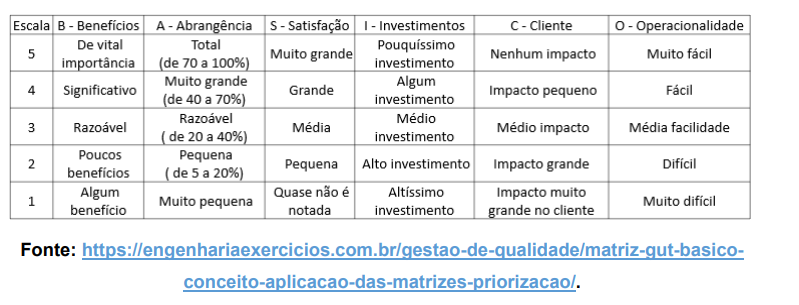 Escala B - Benefícios A - Abrangência S - Satisfação I - Investimentos C - Cliente O - Operacionalidade
5 De vital importância Total (de 70 a 100%) Muito grande Pouquíssimo investimento Nenhum impacto Muito fácil
4 Significativo Muito grande (de 40 a 70%) Grande Algum investimento Impacto pequeno Fácil
3 Razoável Razoável ( de 20 a 40%) Média Médio investimento Médio impacto Média facilidade
2 Poucos benefícios Pequena ( de 5 a 20%) Pequena Alto investimento Impacto grande Difícil
1 Algum benefício Muito pequena Quase não é notada Altíssimo investimento Impacto muito grande no cliente Muito difícil
Fonte: https://engenhariaexercicios.com.br/gestao-de-qualidade/matriz-gut-basico-
conceito-aplicacao-das-matrizes-priorizacao/.